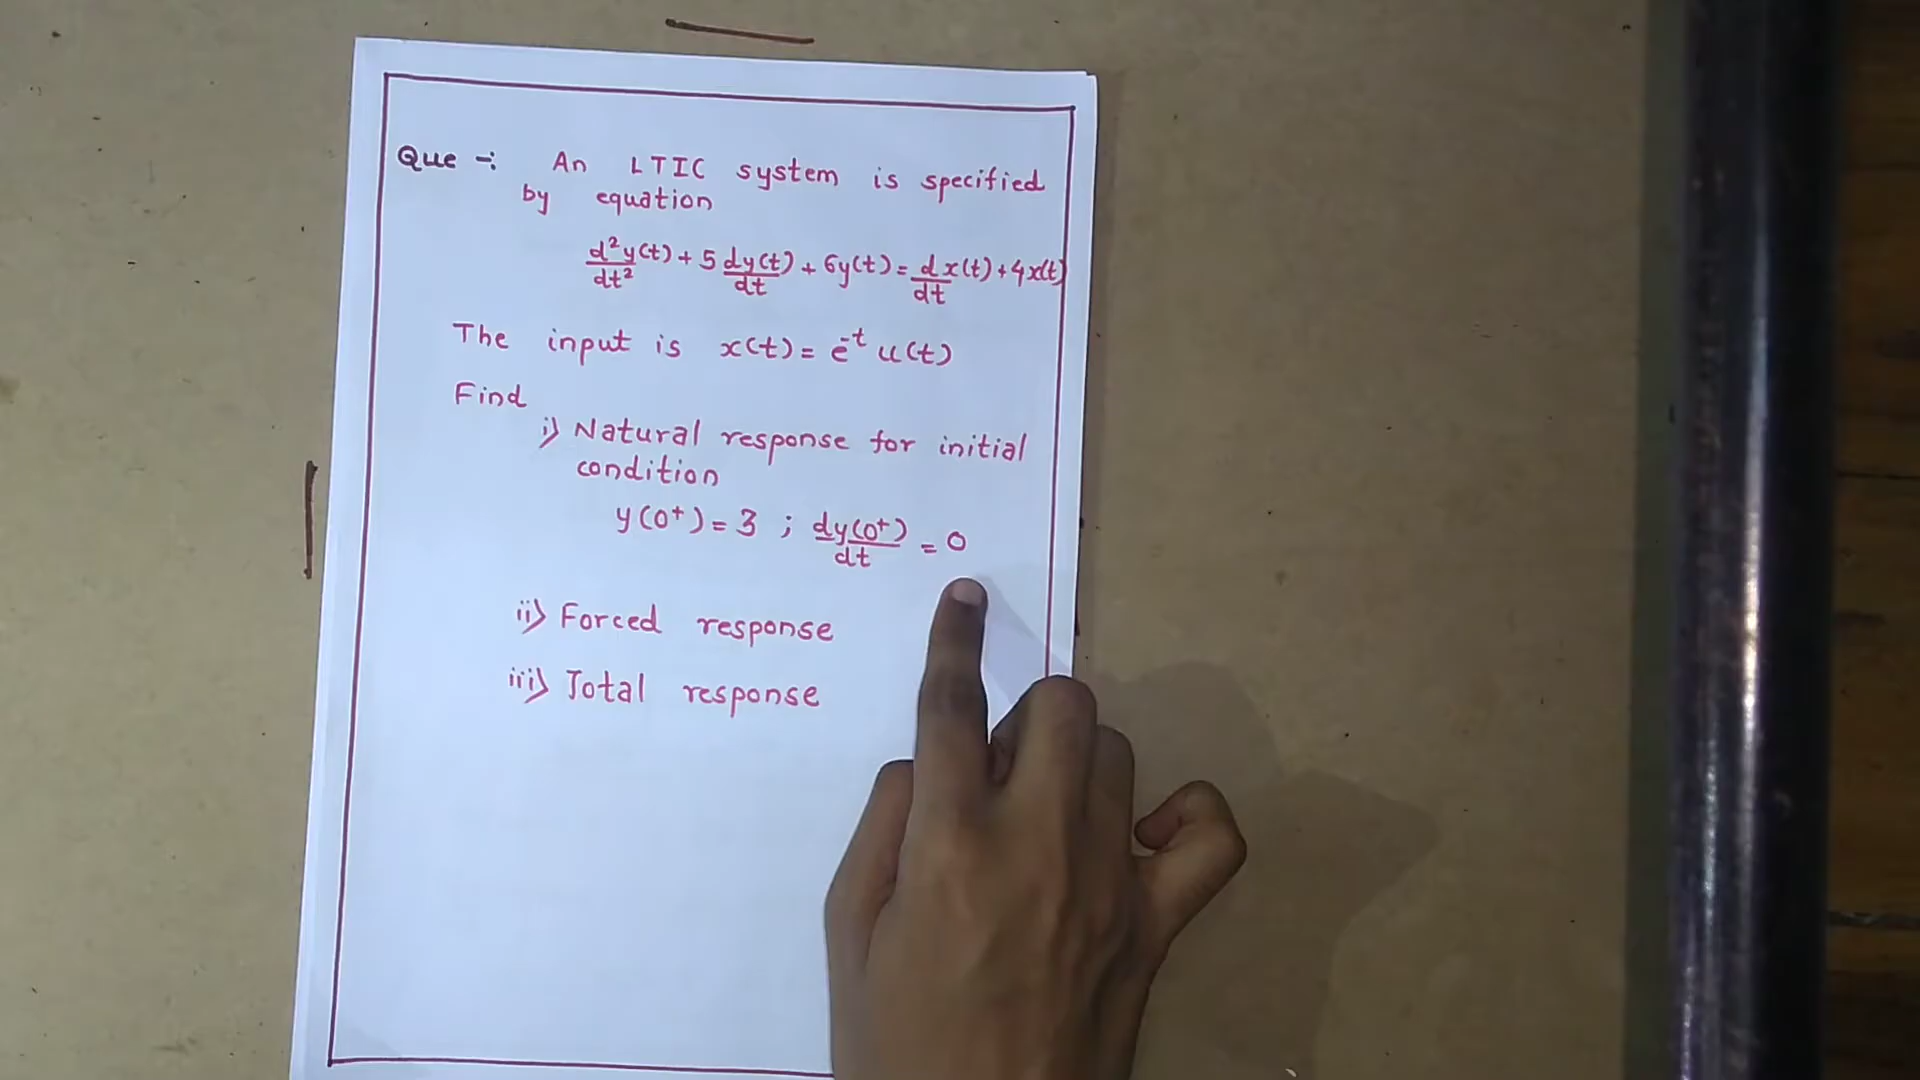 Que -: An LTIC system is specified
by equation
d²y(t)/dt² + 5 dy(t)/dt + 6y(t) = d/dt x(t) + 4x(t)
The input is x(t) = e⁻ᵗ u(t)
Find
i) Natural response for initial
condition
y(0⁺) = 3 ; dy(0⁺)/dt = 0
ii) Forced response
iii) Total response